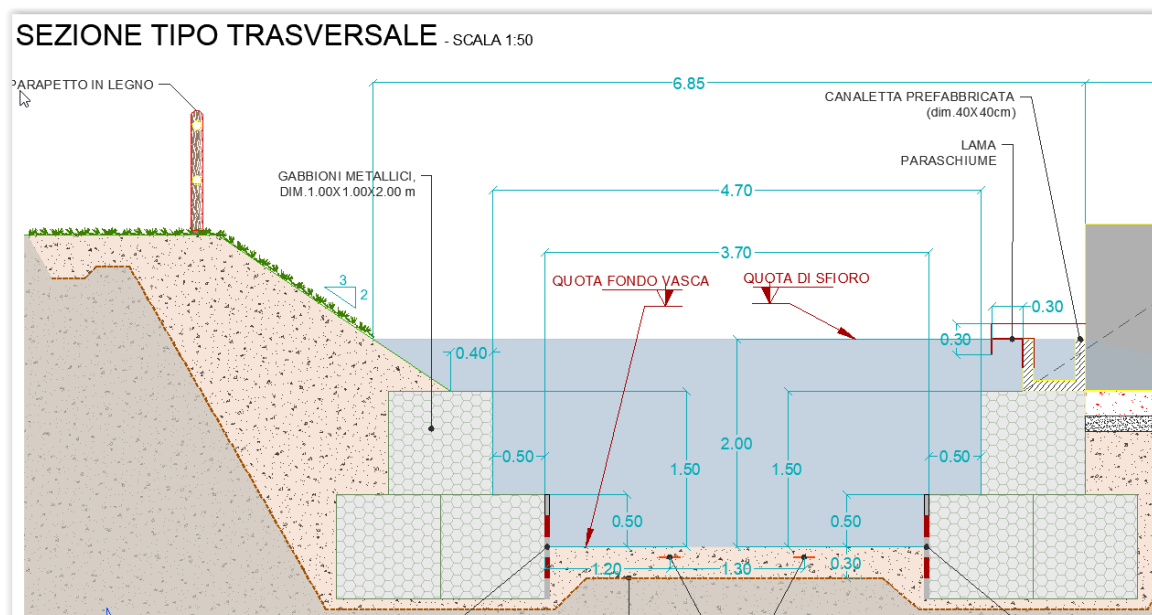 SEZIONE TIPO TRASVERSALE - SCALA 1:50
PARAPETTO IN LEGNO
6.85
CANALETTA PREFABBRICATA
(dim.40X40cm)
LAMA
PARASCHIUME
GABBIONI METALLICI,
DIM.1.00X1.00X2.00 m
4.70
3.70
3
2
QUOTA FONDO VASCA
QUOTA DI SFIORO
0.30
0.30
0.40
2.00
0.50
1.50
1.50
0.50
0.50
0.50
1.20
1.30
0.30